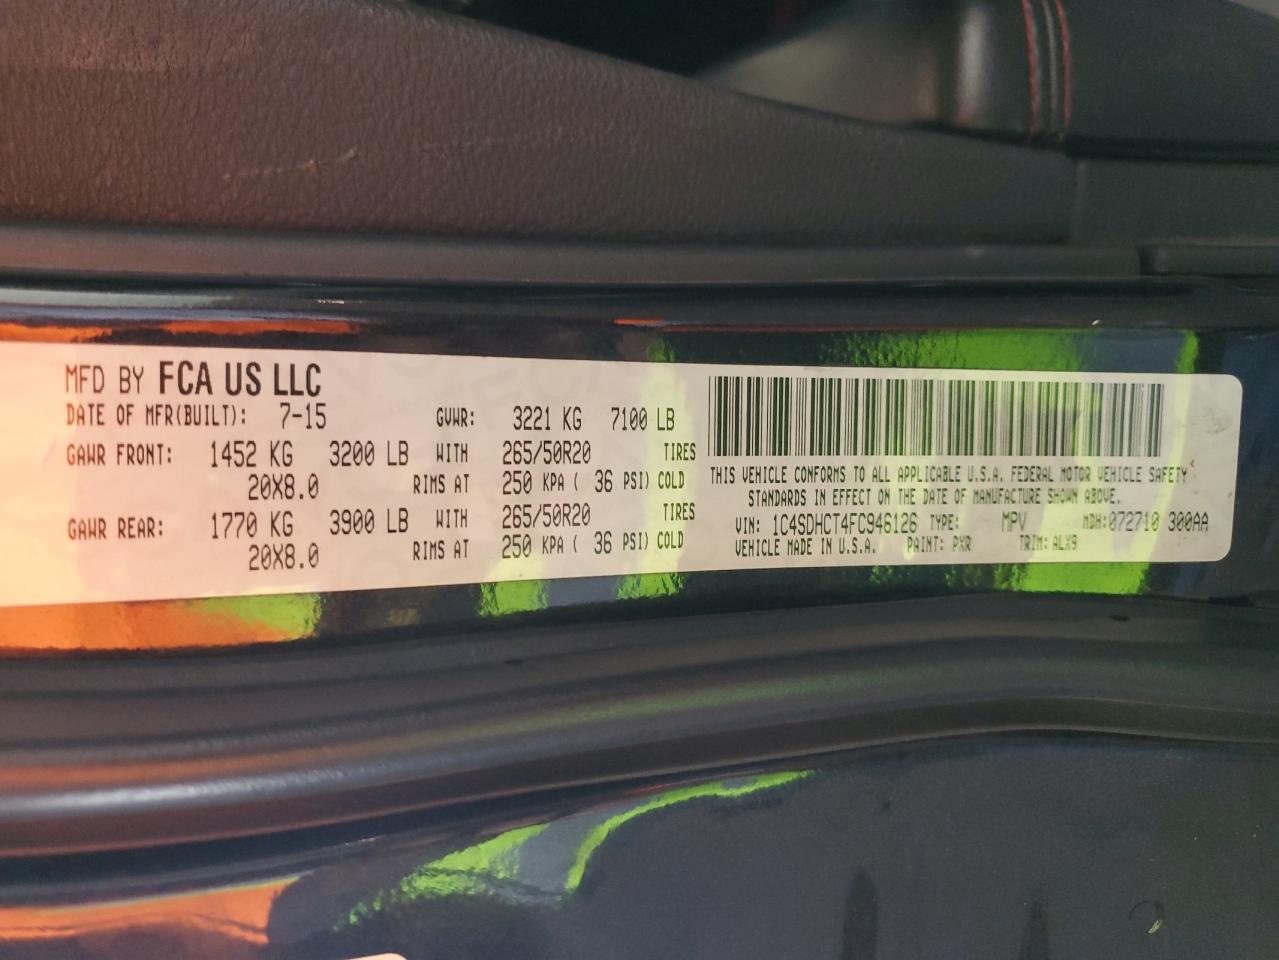 MFD BY FCA US LLC
DATE OF MFR(BUILT): 7-15 GVWR: 3221 KG 7100 LB
GAWR FRONT: 1452 KG 3200 LB WITH 265/50R20 TIRES
20X8.0 RIMS AT 250 KPA ( 36 PSI) COLD
GAWR REAR: 1770 KG 3900 LB WITH 265/50R20 TIRES
20X8.0 RIMS AT 250 KPA ( 36 PSI) COLD
THIS VEHICLE CONFORMS TO ALL APPLICABLE U.S.A. FEDERAL MOTOR VEHICLE SAFETY
STANDARDS IN EFFECT ON THE DATE OF MANUFACTURE SHOWN ABOVE.
VIN: 1C4SDHCT4FC946126 TYPE: MPV MDH: 072710 300AA
VEHICLE MADE IN U.S.A. PAINT: PXR TRIM: ALX9